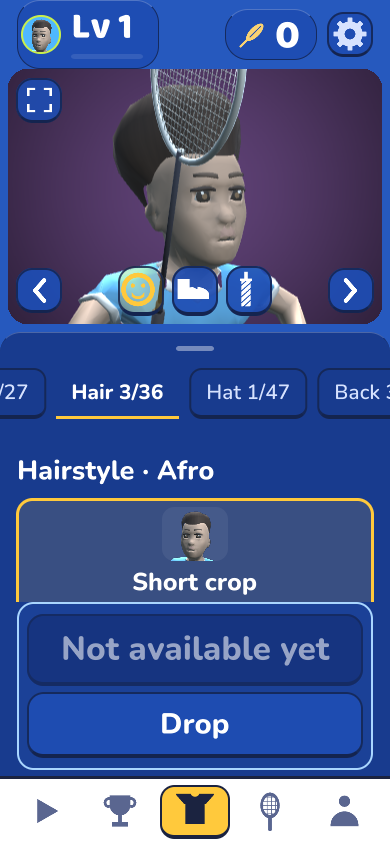 Lv 1
0
/27
Hair 3/36
Hat 1/47
Back 3
Hairstyle · Afro
Short crop
Not available yet
Drop